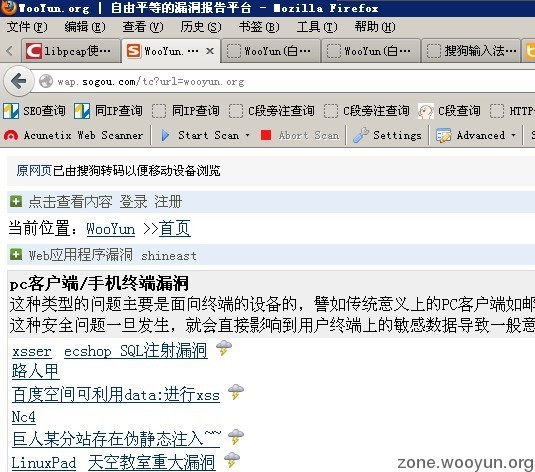 WooYun.org | 自由平等的漏洞报告平台 - Mozilla Firefox
文件(F) 编辑(E) 查看(V) 历史(S) 书签(B) 工具(T) 帮助(H)
libpcap使… WooYun.… WooYun(白… WooYun(白… 搜狗输入法…
wap.sogou.com/tc?url=wooyun.org
SEO查询 同IP查询 同IP查询 C段旁注查询 C段旁注查询 C段查询 HTTP
Acunetix Web Scanner Start Scan Abort Scan Settings Advanced
原网页已由搜狗转码以便移动设备浏览
点击查看内容 登录 注册
当前位置: WooYun >>首页
Web应用程序漏洞 shineast
pc客户端/手机终端漏洞
这种类型的问题主要是面向终端的设备的,譬如传统意义上的PC客户端如邮
这种安全问题一旦发生,就会直接影响到用户终端上的敏感数据导致一般意
xsser ecshop SQL注射漏洞
路人甲
百度空间可利用data:进行xss
Nc4
巨人某分站存在伪静态注入~~
LinuxPad 天空教室重大漏洞
zone.wooyun.org